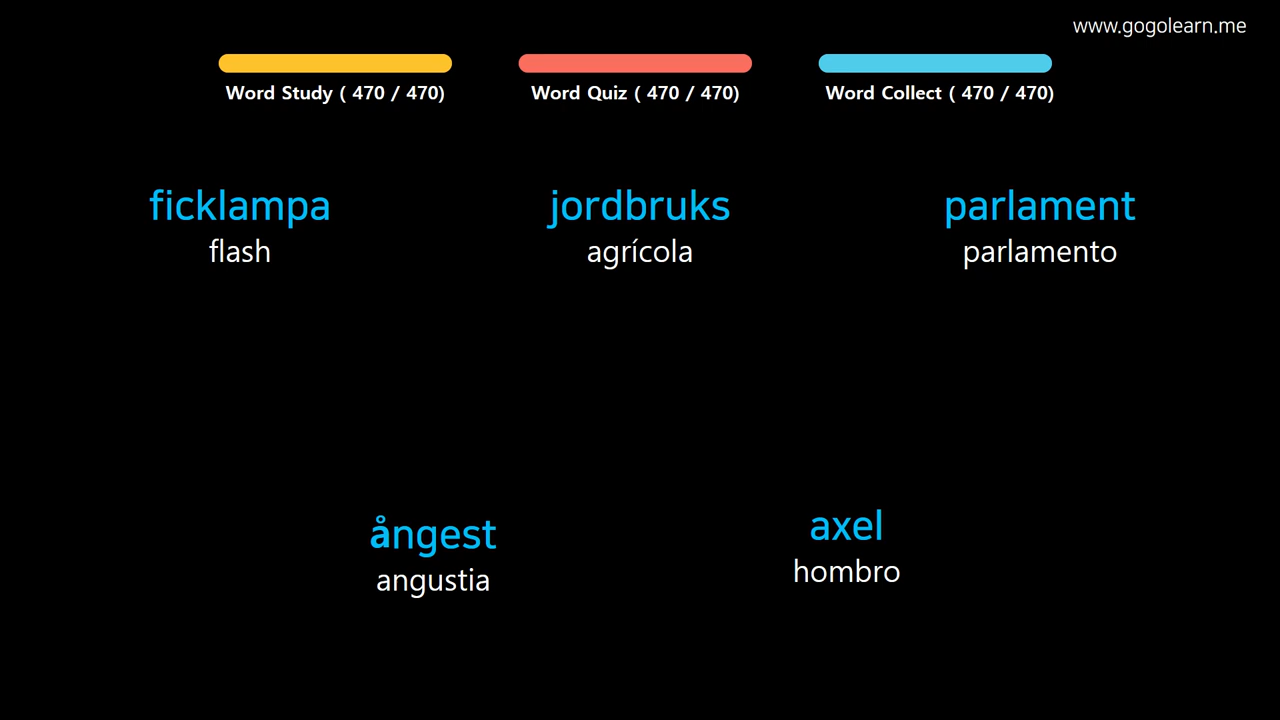 www.gogolearn.me
Word Study ( 470 / 470)
Word Quiz ( 470 / 470)
Word Collect ( 470 / 470)
ficklampa
flash
jordbruks
agrícola
parlament
parlamento
ångest
angustia
axel
hombro